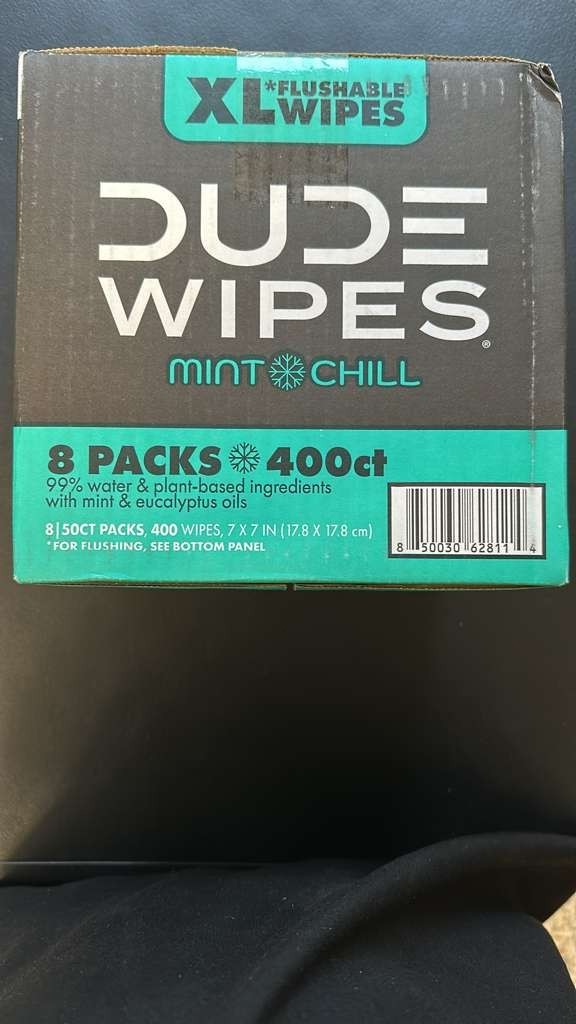 XL *FLUSHABLE
WIPES
DUDE
WIPES®
MINT CHILL
8 PACKS 400ct
99% water & plant-based ingredients
with mint & eucalyptus oils
8|50CT PACKS, 400 WIPES, 7 X 7 IN (17.8 X 17.8 cm)
*FOR FLUSHING, SEE BOTTOM PANEL
8 50030 62811 4